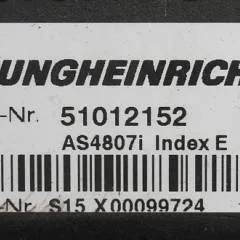 UNGHEINRICH
-Nr. 51012152
AS4807i Index E
-Nr. S15 X00099724